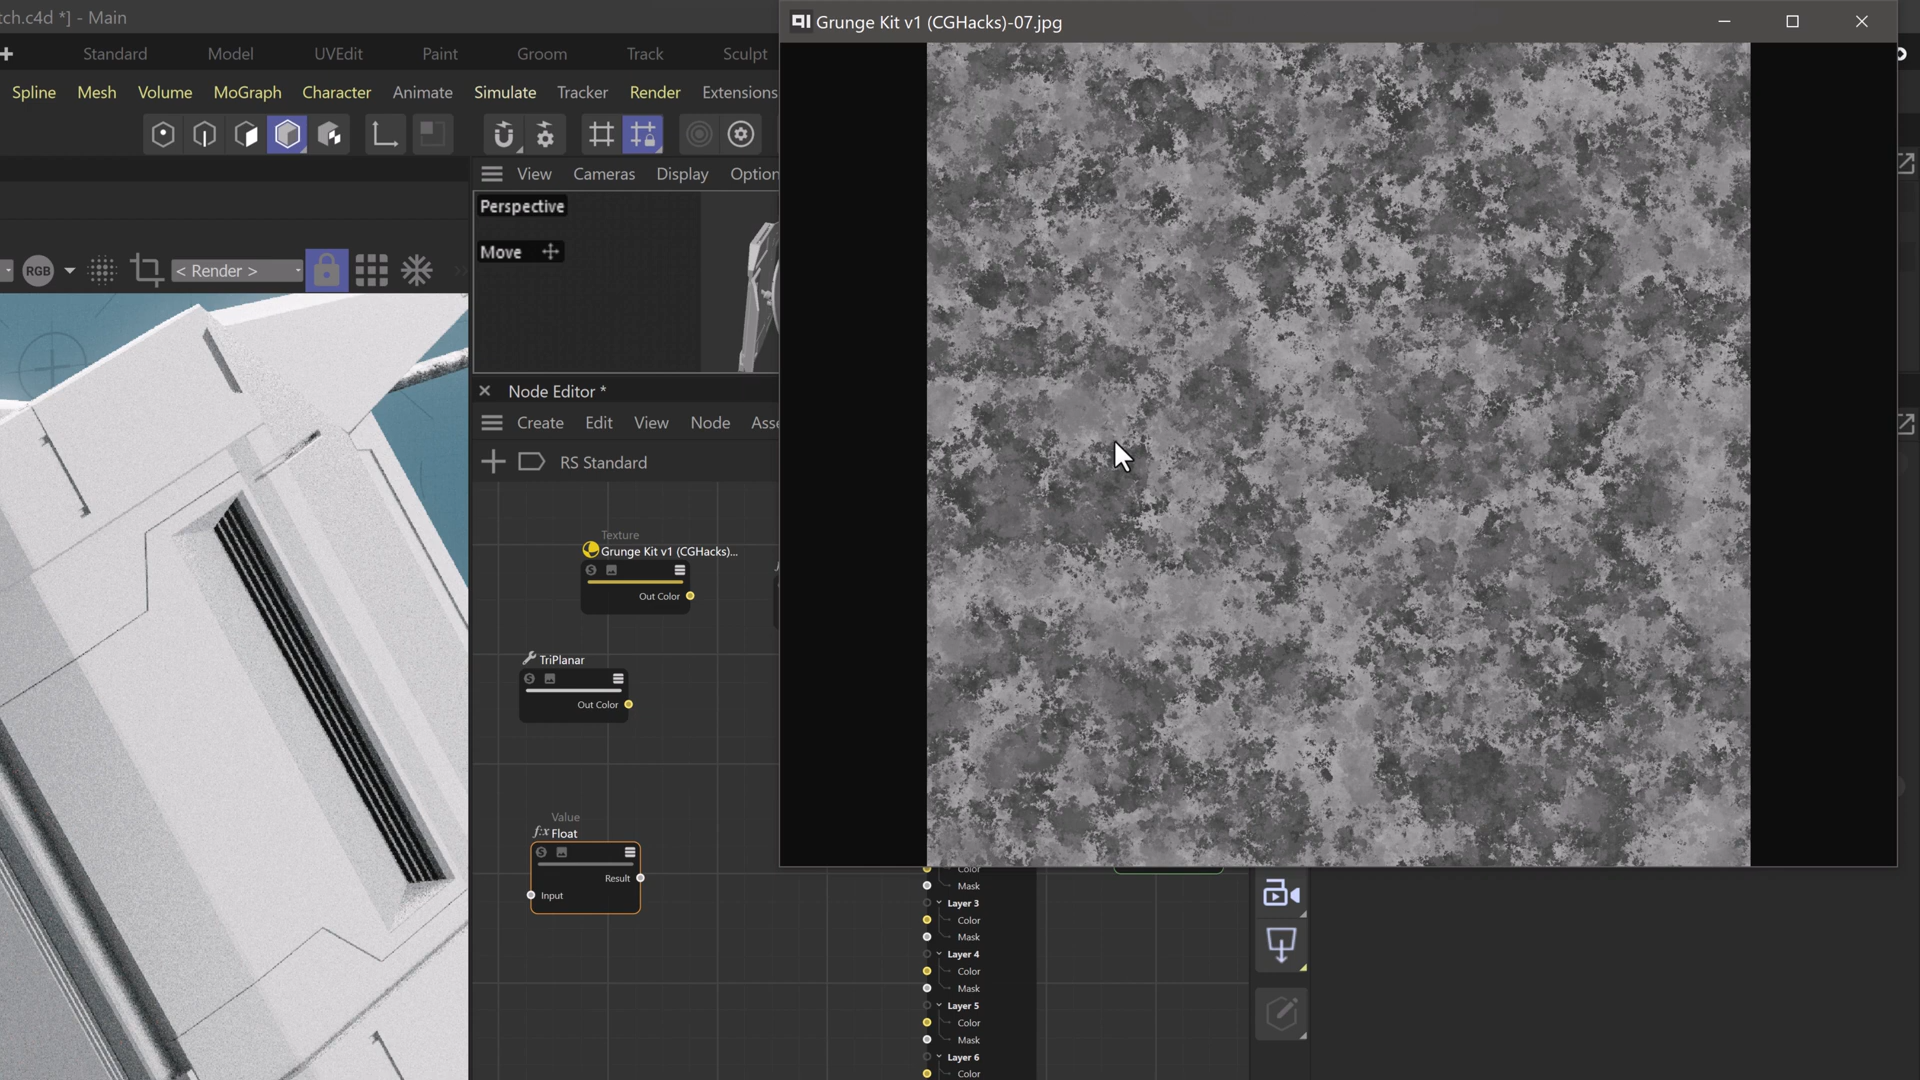 tch.c4d *] - Main
Grunge Kit v1 (CGHacks)-07.jpg
Standard Model UVEdit Paint Groom Track Sculpt
Spline Mesh Volume MoGraph Character Animate Simulate Tracker Render Extensions
View Cameras Display Option
Perspective
Move
RGB < Render >
Node Editor *
Create Edit View Node Asse
RS Standard
Texture
Grunge Kit v1 (CGHacks)...
Out Color
TriPlanar
Out Color
Value
f:x Float
Result
Input
Color
Mask
Layer 3
Color
Mask
Layer 4
Color
Mask
Layer 5
Color
Mask
Layer 6
Color